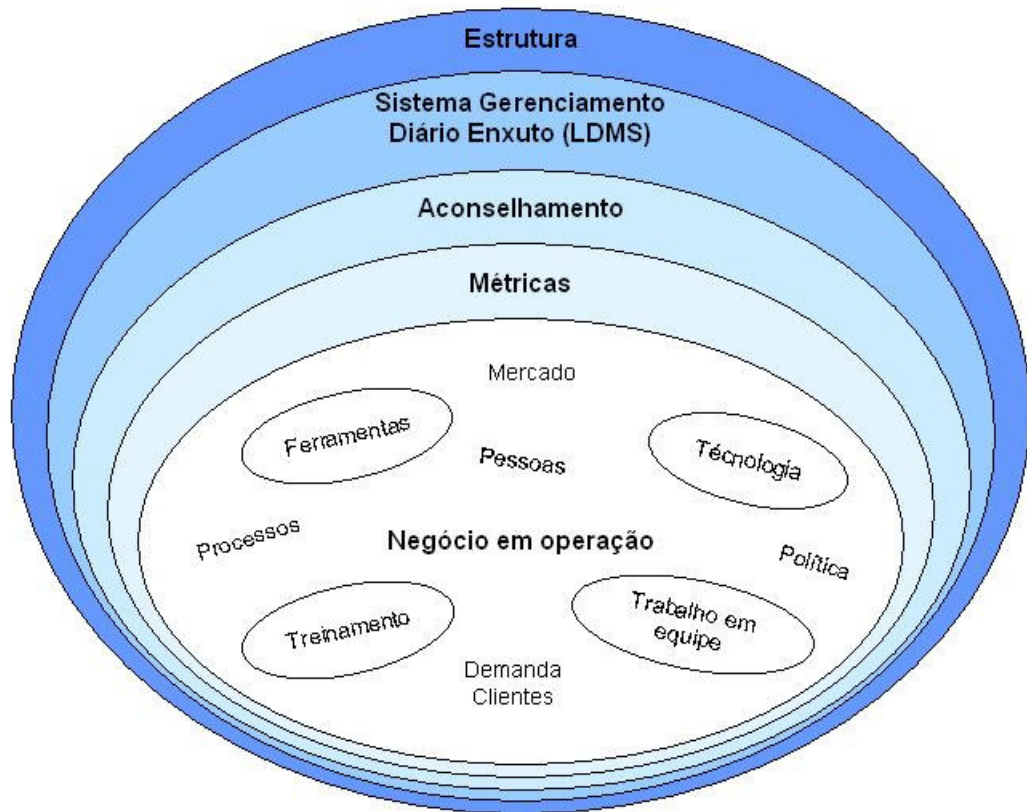 Estrutura
Sistema Gerenciamento
Diário Enxuto (LDMS)
Aconselhamento
Métricas
Mercado
Ferramentas
Pessoas
Técnologia
Processos
Negócio em operação
Política
Treinamento
Trabalho em
equipe
Demanda
Clientes